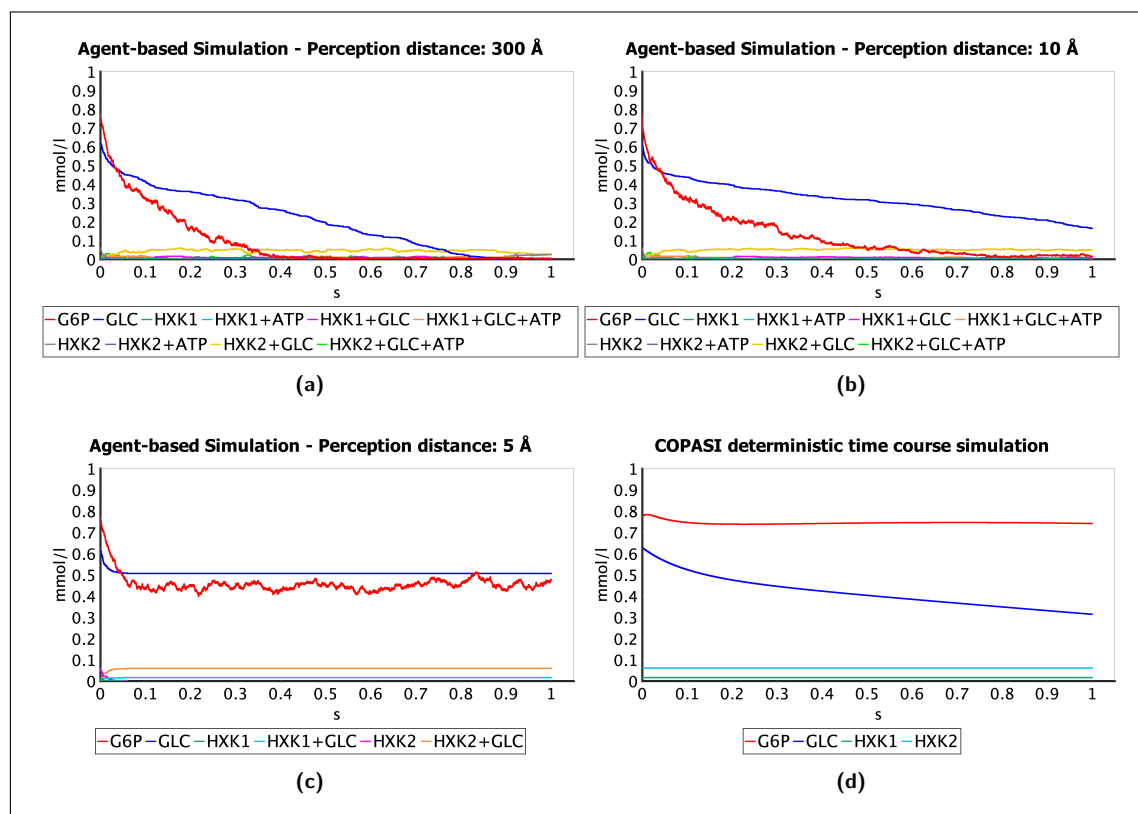 Agent-based Simulation - Perception distance: 300 Å
1
0.9
0.8
0.7
0.6
0.5
0.4
0.3
0.2
0.1
0
mmol/l
0 0.1 0.2 0.3 0.4 0.5 0.6 0.7 0.8 0.9 1
s
G6P GLC HXK1 HXK1+ATP HXK1+GLC HXK1+GLC+ATP
HXK2 HXK2+ATP HXK2+GLC HXK2+GLC+ATP
(a)
Agent-based Simulation - Perception distance: 10 Å
1
0.9
0.8
0.7
0.6
0.5
0.4
0.3
0.2
0.1
0
mmol/l
0 0.1 0.2 0.3 0.4 0.5 0.6 0.7 0.8 0.9 1
s
G6P GLC HXK1 HXK1+ATP HXK1+GLC HXK1+GLC+ATP
HXK2 HXK2+ATP HXK2+GLC HXK2+GLC+ATP
(b)
Agent-based Simulation - Perception distance: 5 Å
1
0.9
0.8
0.7
0.6
0.5
0.4
0.3
0.2
0.1
0
mmol/l
0 0.1 0.2 0.3 0.4 0.5 0.6 0.7 0.8 0.9 1
s
G6P GLC HXK1 HXK1+GLC HXK2 HXK2+GLC
(c)
COPASI deterministic time course simulation
1
0.9
0.8
0.7
0.6
0.5
0.4
0.3
0.2
0.1
0
mmol/l
0 0.1 0.2 0.3 0.4 0.5 0.6 0.7 0.8 0.9 1
s
G6P GLC HXK1 HXK2
(d)